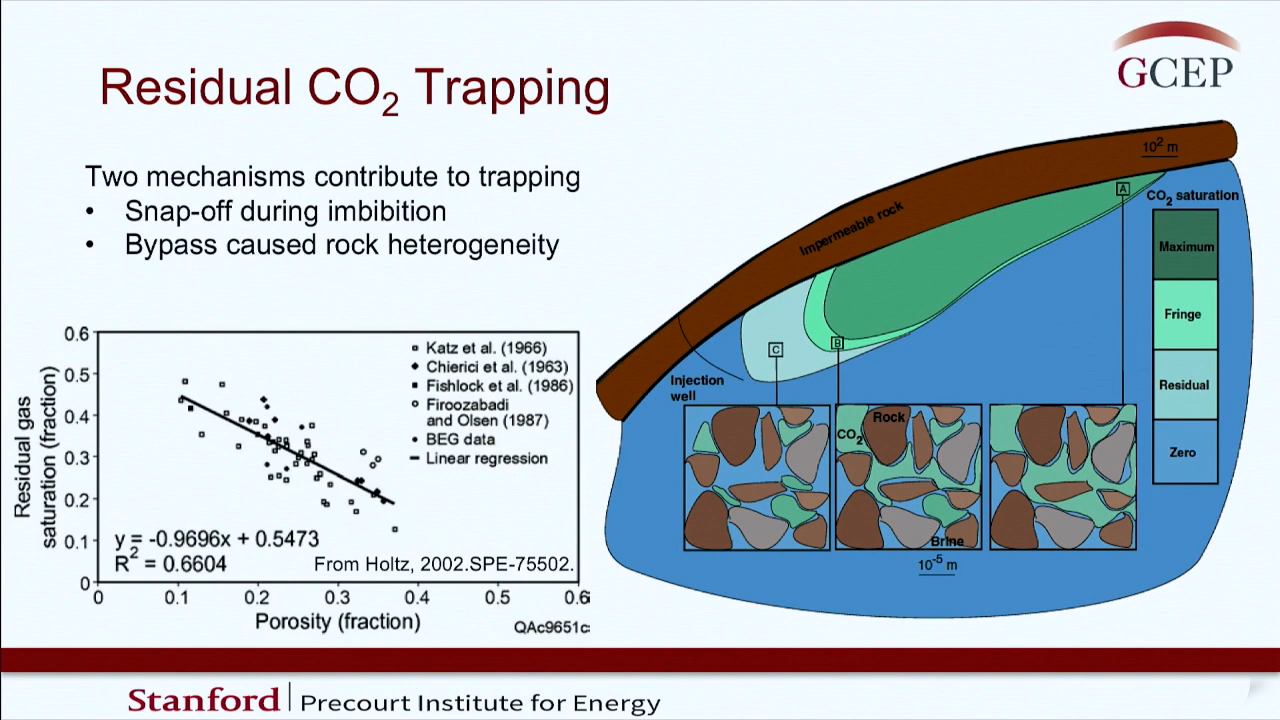 GCEP
Residual CO2 Trapping
Two mechanisms contribute to trapping
• Snap-off during imbibition
• Bypass caused rock heterogeneity
0.6
0.5
0.4
0.3
0.2
0.1
0
0
0.1
0.2
0.3
0.4
0.5
0.6
Residual gas
saturation (fraction)
Porosity (fraction)
Katz et al. (1966)
Chierici et al. (1963)
Fishlock et al. (1986)
Firoozabadi
and Olsen (1987)
BEG data
Linear regression
y = -0.9696x + 0.5473
R2 = 0.6604
From Holtz, 2002.SPE-75502.
QAc9651c
Impermeable rock
102 m
A
B
C
CO2 saturation
Maximum
Fringe
Residual
Zero
Injection
well
Rock
CO2
Brine
10-5 m
Stanford | Precourt Institute for Energy